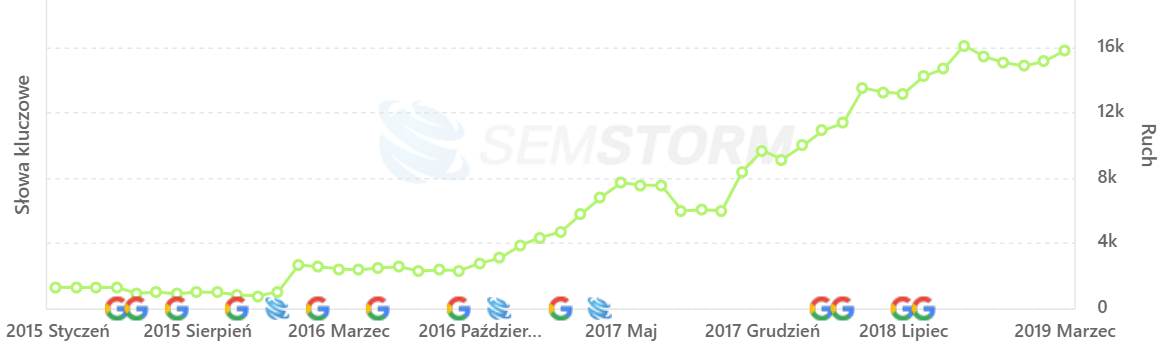 Słowa kluczowe
SEMSTORM
16k
12k
8k
4k
0
Ruch
2015 Styczeń
2015 Sierpień
2016 Marzec
2016 Paździer...
2017 Maj
2017 Grudzień
2018 Lipiec
2019 Marzec